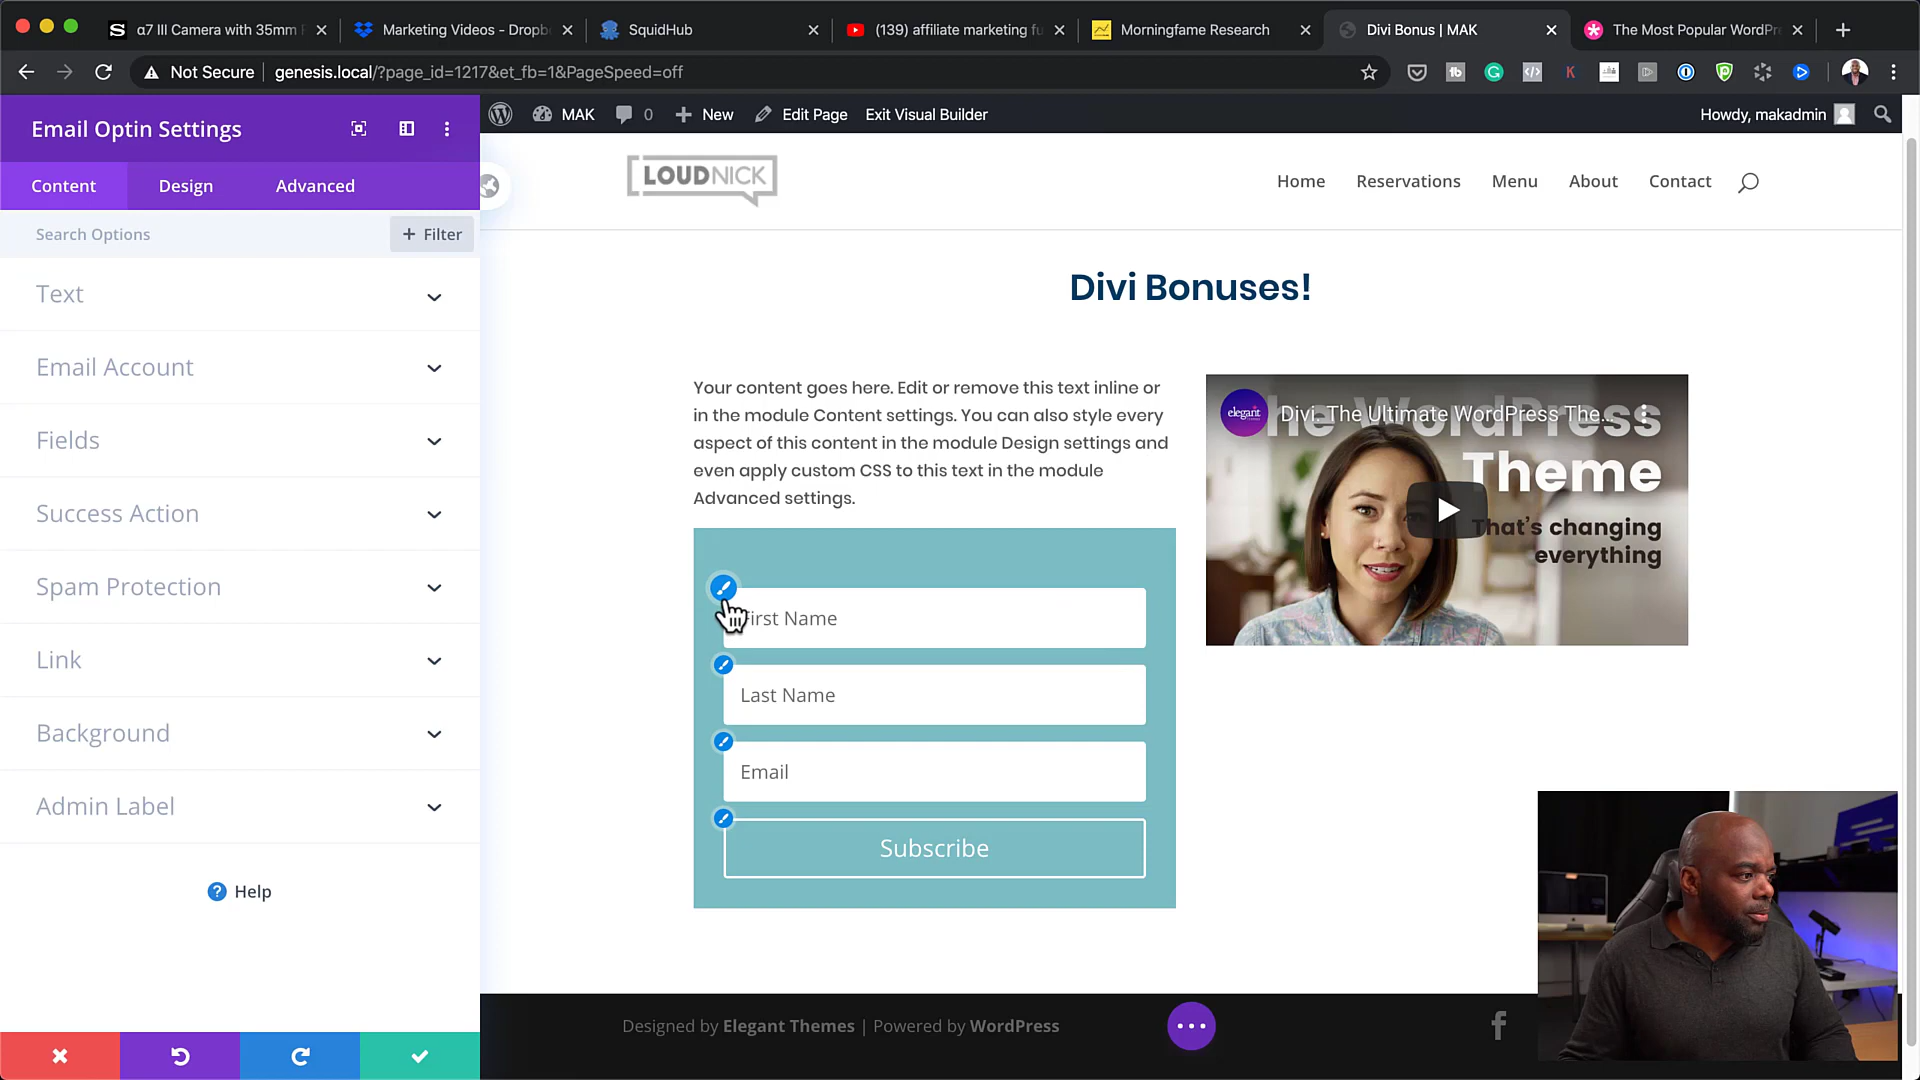 α7 III Camera with 35mm F
Marketing Videos - Dropb
SquidHub
(139) affiliate marketing fu
Morningfame Research
Divi Bonus | MAK
The Most Popular WordPr
Not Secure
genesis.local/?page_id=1217&et_fb=1&PageSpeed=off
Email Optin Settings
Content
Design
Advanced
Search Options
+ Filter
Text
Email Account
Fields
Success Action
Spam Protection
Link
Background
Admin Label
? Help
MAK
0
New
Edit Page
Exit Visual Builder
Howdy, makadmin
LOUDNICK
Home
Reservations
Menu
About
Contact
Divi Bonuses!
Your content goes here. Edit or remove this text inline or
in the module Content settings. You can also style every
aspect of this content in the module Design settings and
even apply custom CSS to this text in the module
Advanced settings.
elegant
Divi. The Ultimate WordPress The...
The WordPress
Theme
That's changing
everything
First Name
Last Name
Email
Subscribe
Designed by Elegant Themes | Powered by WordPress